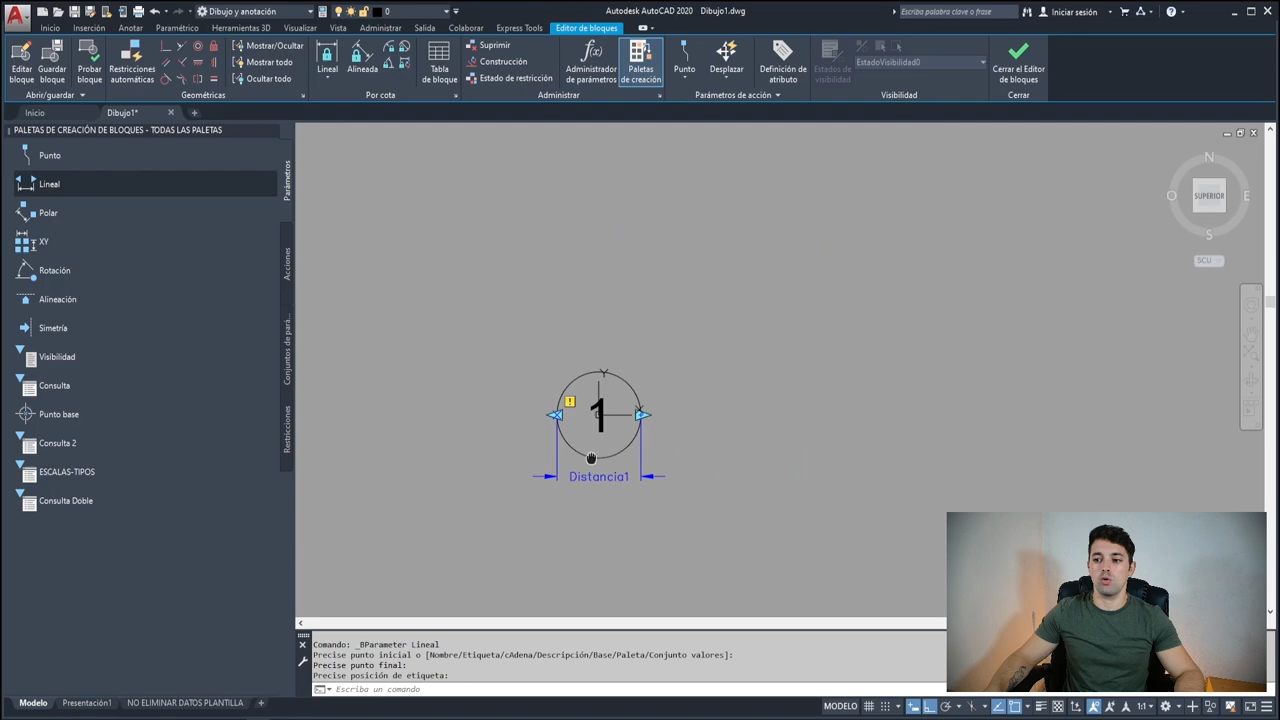 Dibujo y anotación
Autodesk AutoCAD 2020
Dibujo1.dwg
Escriba palabra clave o frase
Iniciar sesión
Inicio
Inserción
Anotar
Paramétrico
Herramientas 3D
Visualizar
Vista
Administrar
Salida
Colaborar
Express Tools
Editor de bloques
Editar bloque
Guardar bloque
Probar bloque
Restricciones automáticas
Mostrar/Ocultar
Mostrar todo
Ocultar todo
Lineal
Alineada
Tabla de bloque
Suprimir
Construcción
Estado de restricción
Administrador de parámetros
Paletas de creación
Punto
Desplazar
Definición de atributo
Estados de visibilidad
EstadoVisibilidad0
Cerrar el Editor de bloques
Abrir/guardar
Geométricas
Por cota
Administrar
Parámetros de acción
Visibilidad
Cerrar
Inicio
Dibujo1*
PALETAS DE CREACIÓN DE BLOQUES - TODAS LAS PALETAS
Punto
Lineal
Polar
XY
Rotación
Alineación
Simetría
Visibilidad
Consulta
Punto base
Consulta 2
ESCALAS-TIPOS
Consulta Doble
Parámetros
Acciones
Conjuntos de pará...
Restricciones
N
O
SUPERIOR
E
S
SCU
Y
X
1
Distancia1
Comando: _BParameter Lineal
Precise punto inicial o [Nombre/Etiqueta/cAdena/Descripción/Base/Paleta/Conjunto valores]:
Precise punto final:
Precise posición de etiqueta:
Escriba un comando
Modelo
Presentación1
NO ELIMINAR DATOS PLANTILLA
MODELO
1:1